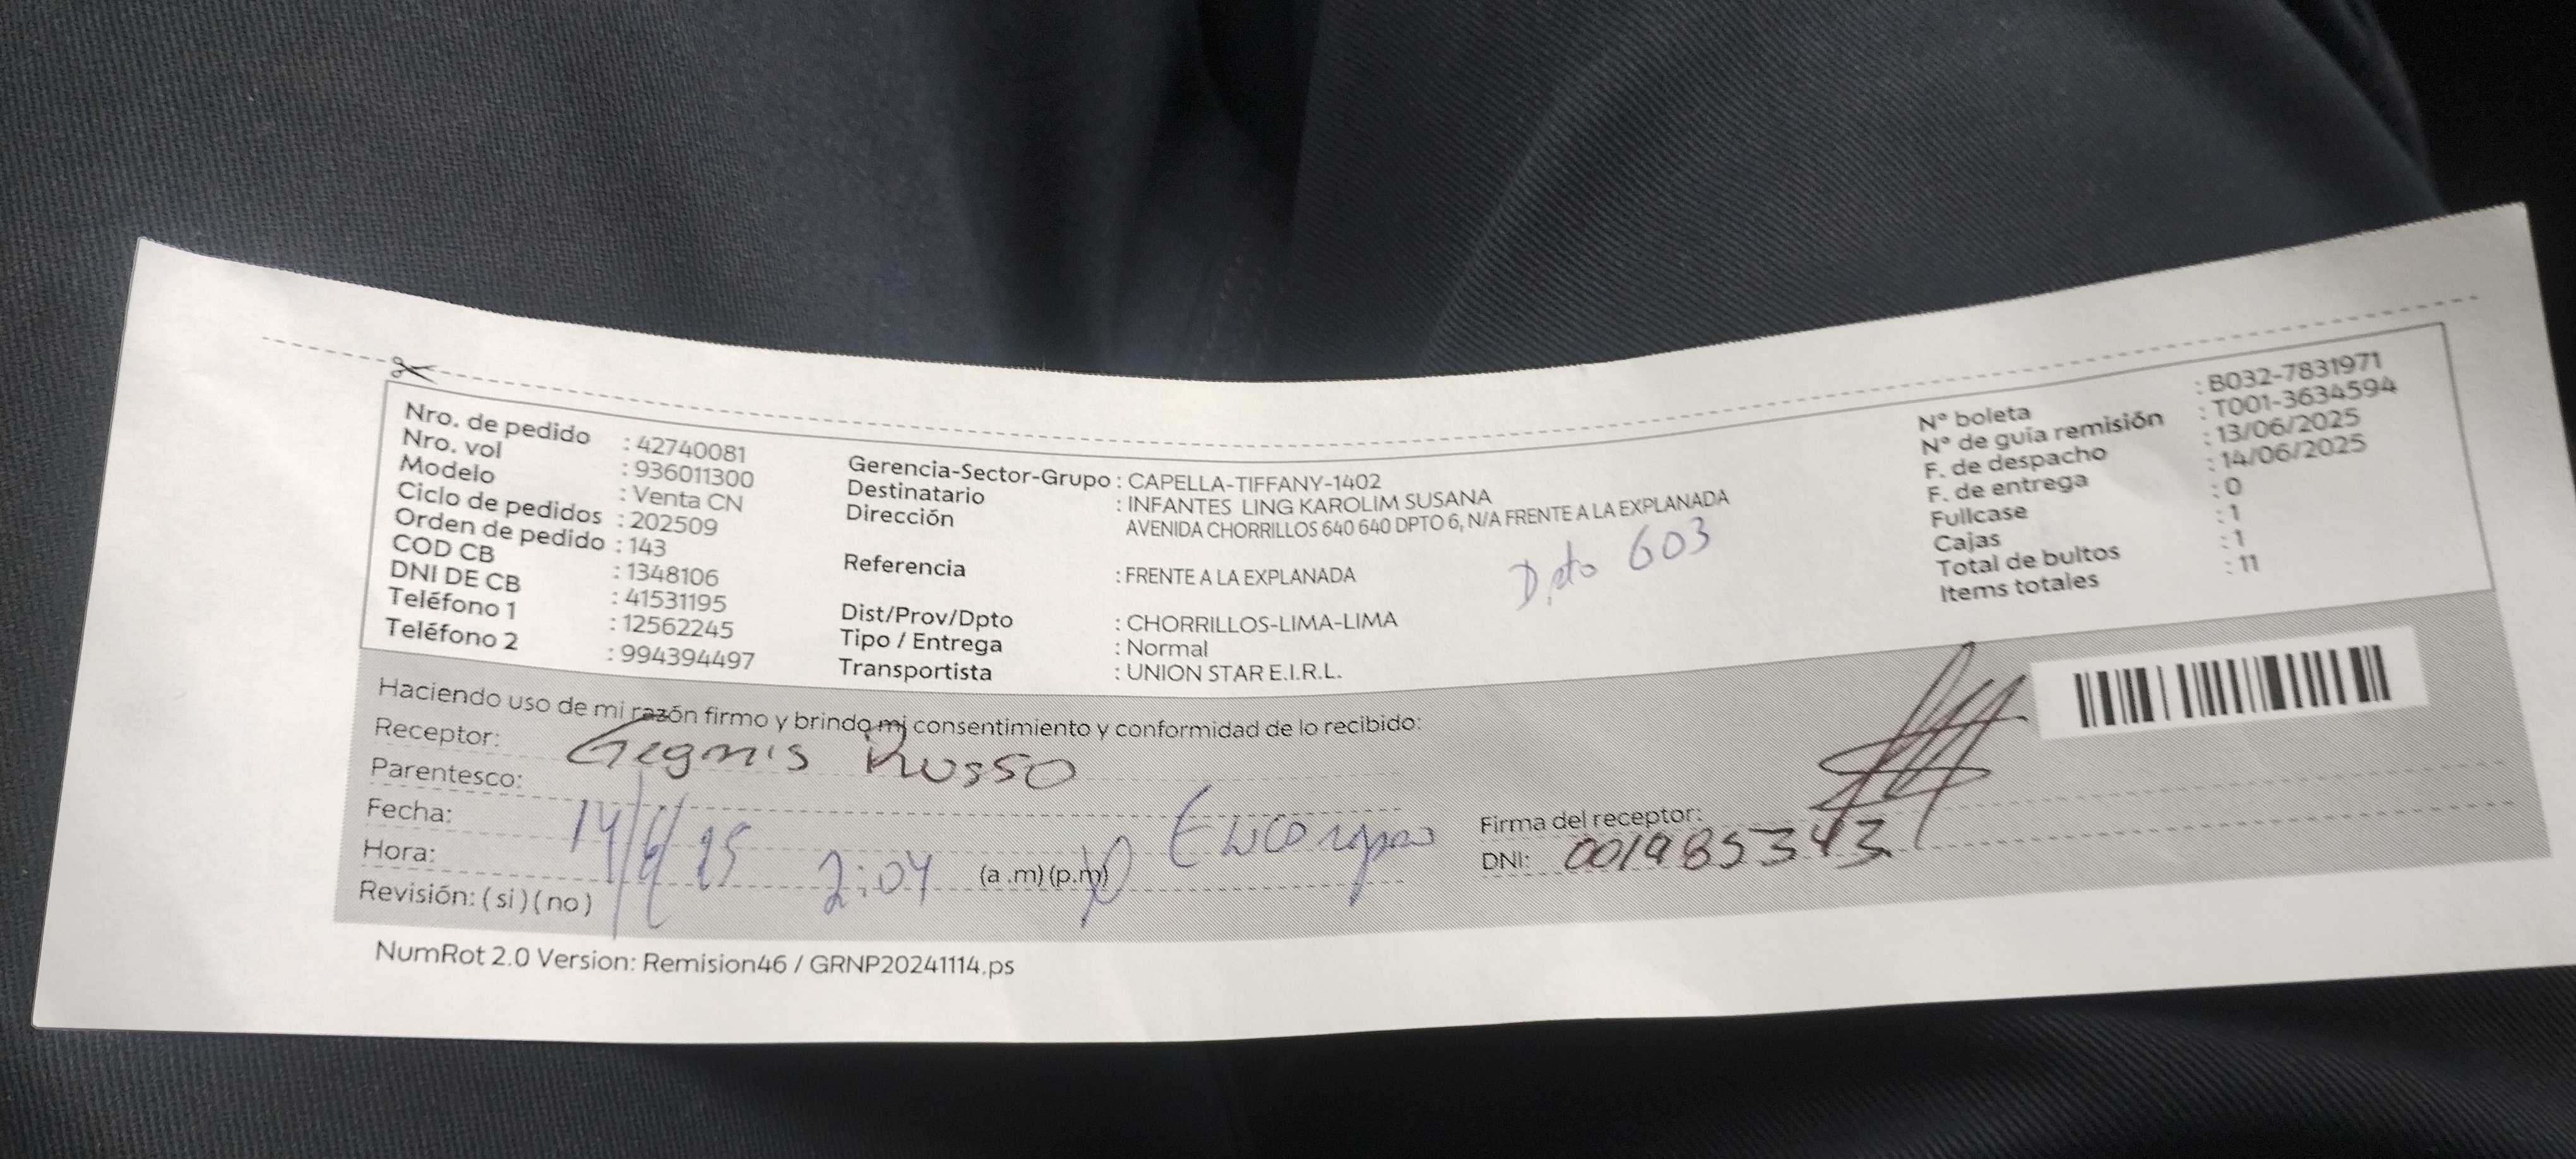 Nro. de pedido : 42740081
Nro. vol : 936011300
Modelo : Venta CN
Ciclo de pedidos : 202509
Orden de pedido : 143
COD CB : 1348106
DNI DE CB : 41531195
Teléfono 1 : 12562245
Teléfono 2 : 994394497
Gerencia-Sector-Grupo : CAPELLA-TIFFANY-1402
Destinatario : INFANTES LING KAROLIM SUSANA
Dirección AVENIDA CHORRILLOS 640 640 DPTO 6, N/A FRENTE A LA EXPLANADA
Dpto 603
Referencia : FRENTE A LA EXPLANADA
Dist/Prov/Dpto : CHORRILLOS-LIMA-LIMA
Tipo / Entrega : Normal
Transportista : UNION STAR E.I.R.L.
N° boleta : B032-7831971
N° de guía remisión : T001-3634594
F. de despacho : 13/06/2025
F. de entrega : 14/06/2025
Fullcase : 0
Cajas : 1
Total de bultos : 1
Items totales : 11
Haciendo uso de mi razón firmo y brindo mi consentimiento y conformidad de lo recibido:
Receptor: Russo
Parentesco:
Fecha: 14/6/25
Hora: 2:04 (a.m) (p.m)
Revisión: ( si ) ( no )
Firma del receptor:
DNI: 001985343
NumRot 2.0 Version: Remision46 / GRNP20241114.ps